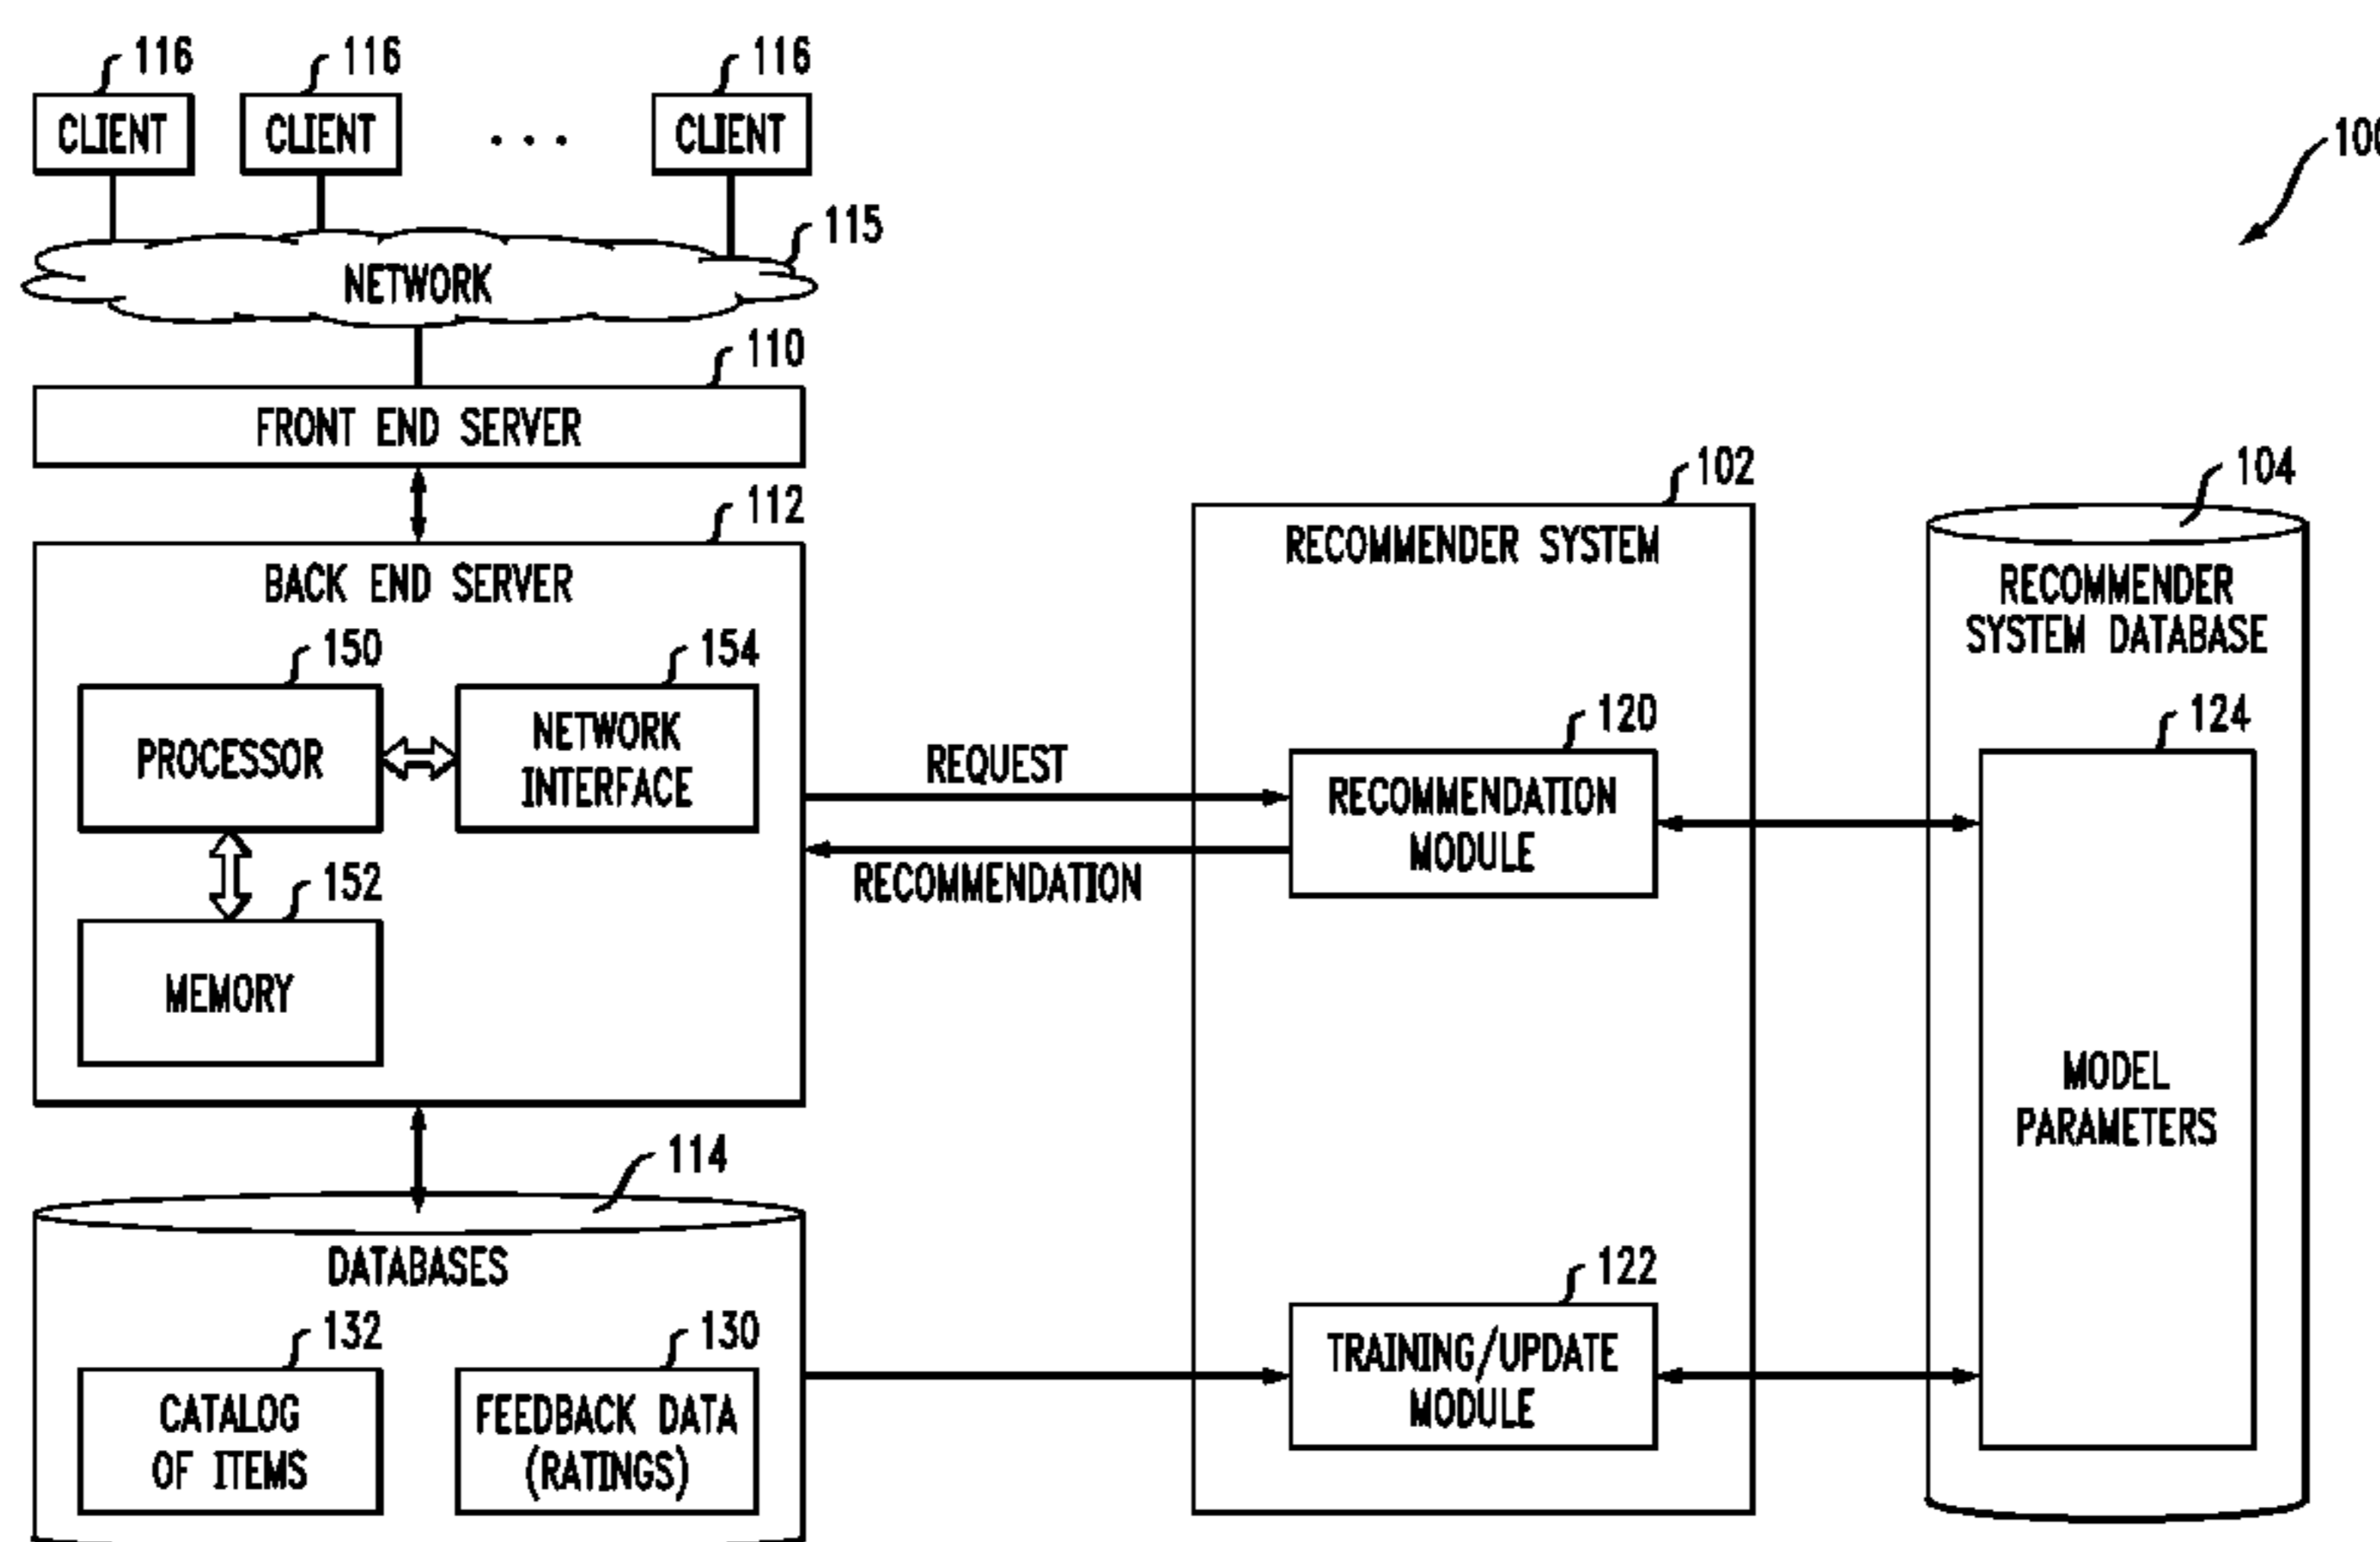 116
116
116
CLIENT
CLIENT
CLIENT
100
115
NETWORK
110
FRONT END SERVER
112
BACK END SERVER
150
154
PROCESSOR
NETWORK
INTERFACE
152
MEMORY
REQUEST
RECOMMENDATION
102
RECOMMENDER SYSTEM
120
RECOMMENDATION
MODULE
104
RECOMMENDER
SYSTEM DATABASE
124
MODEL
PARAMETERS
114
DATABASES
132
130
CATALOG
OF ITEMS
FEEDBACK DATA
(RATINGS)
122
TRAINING/UPDATE
MODULE